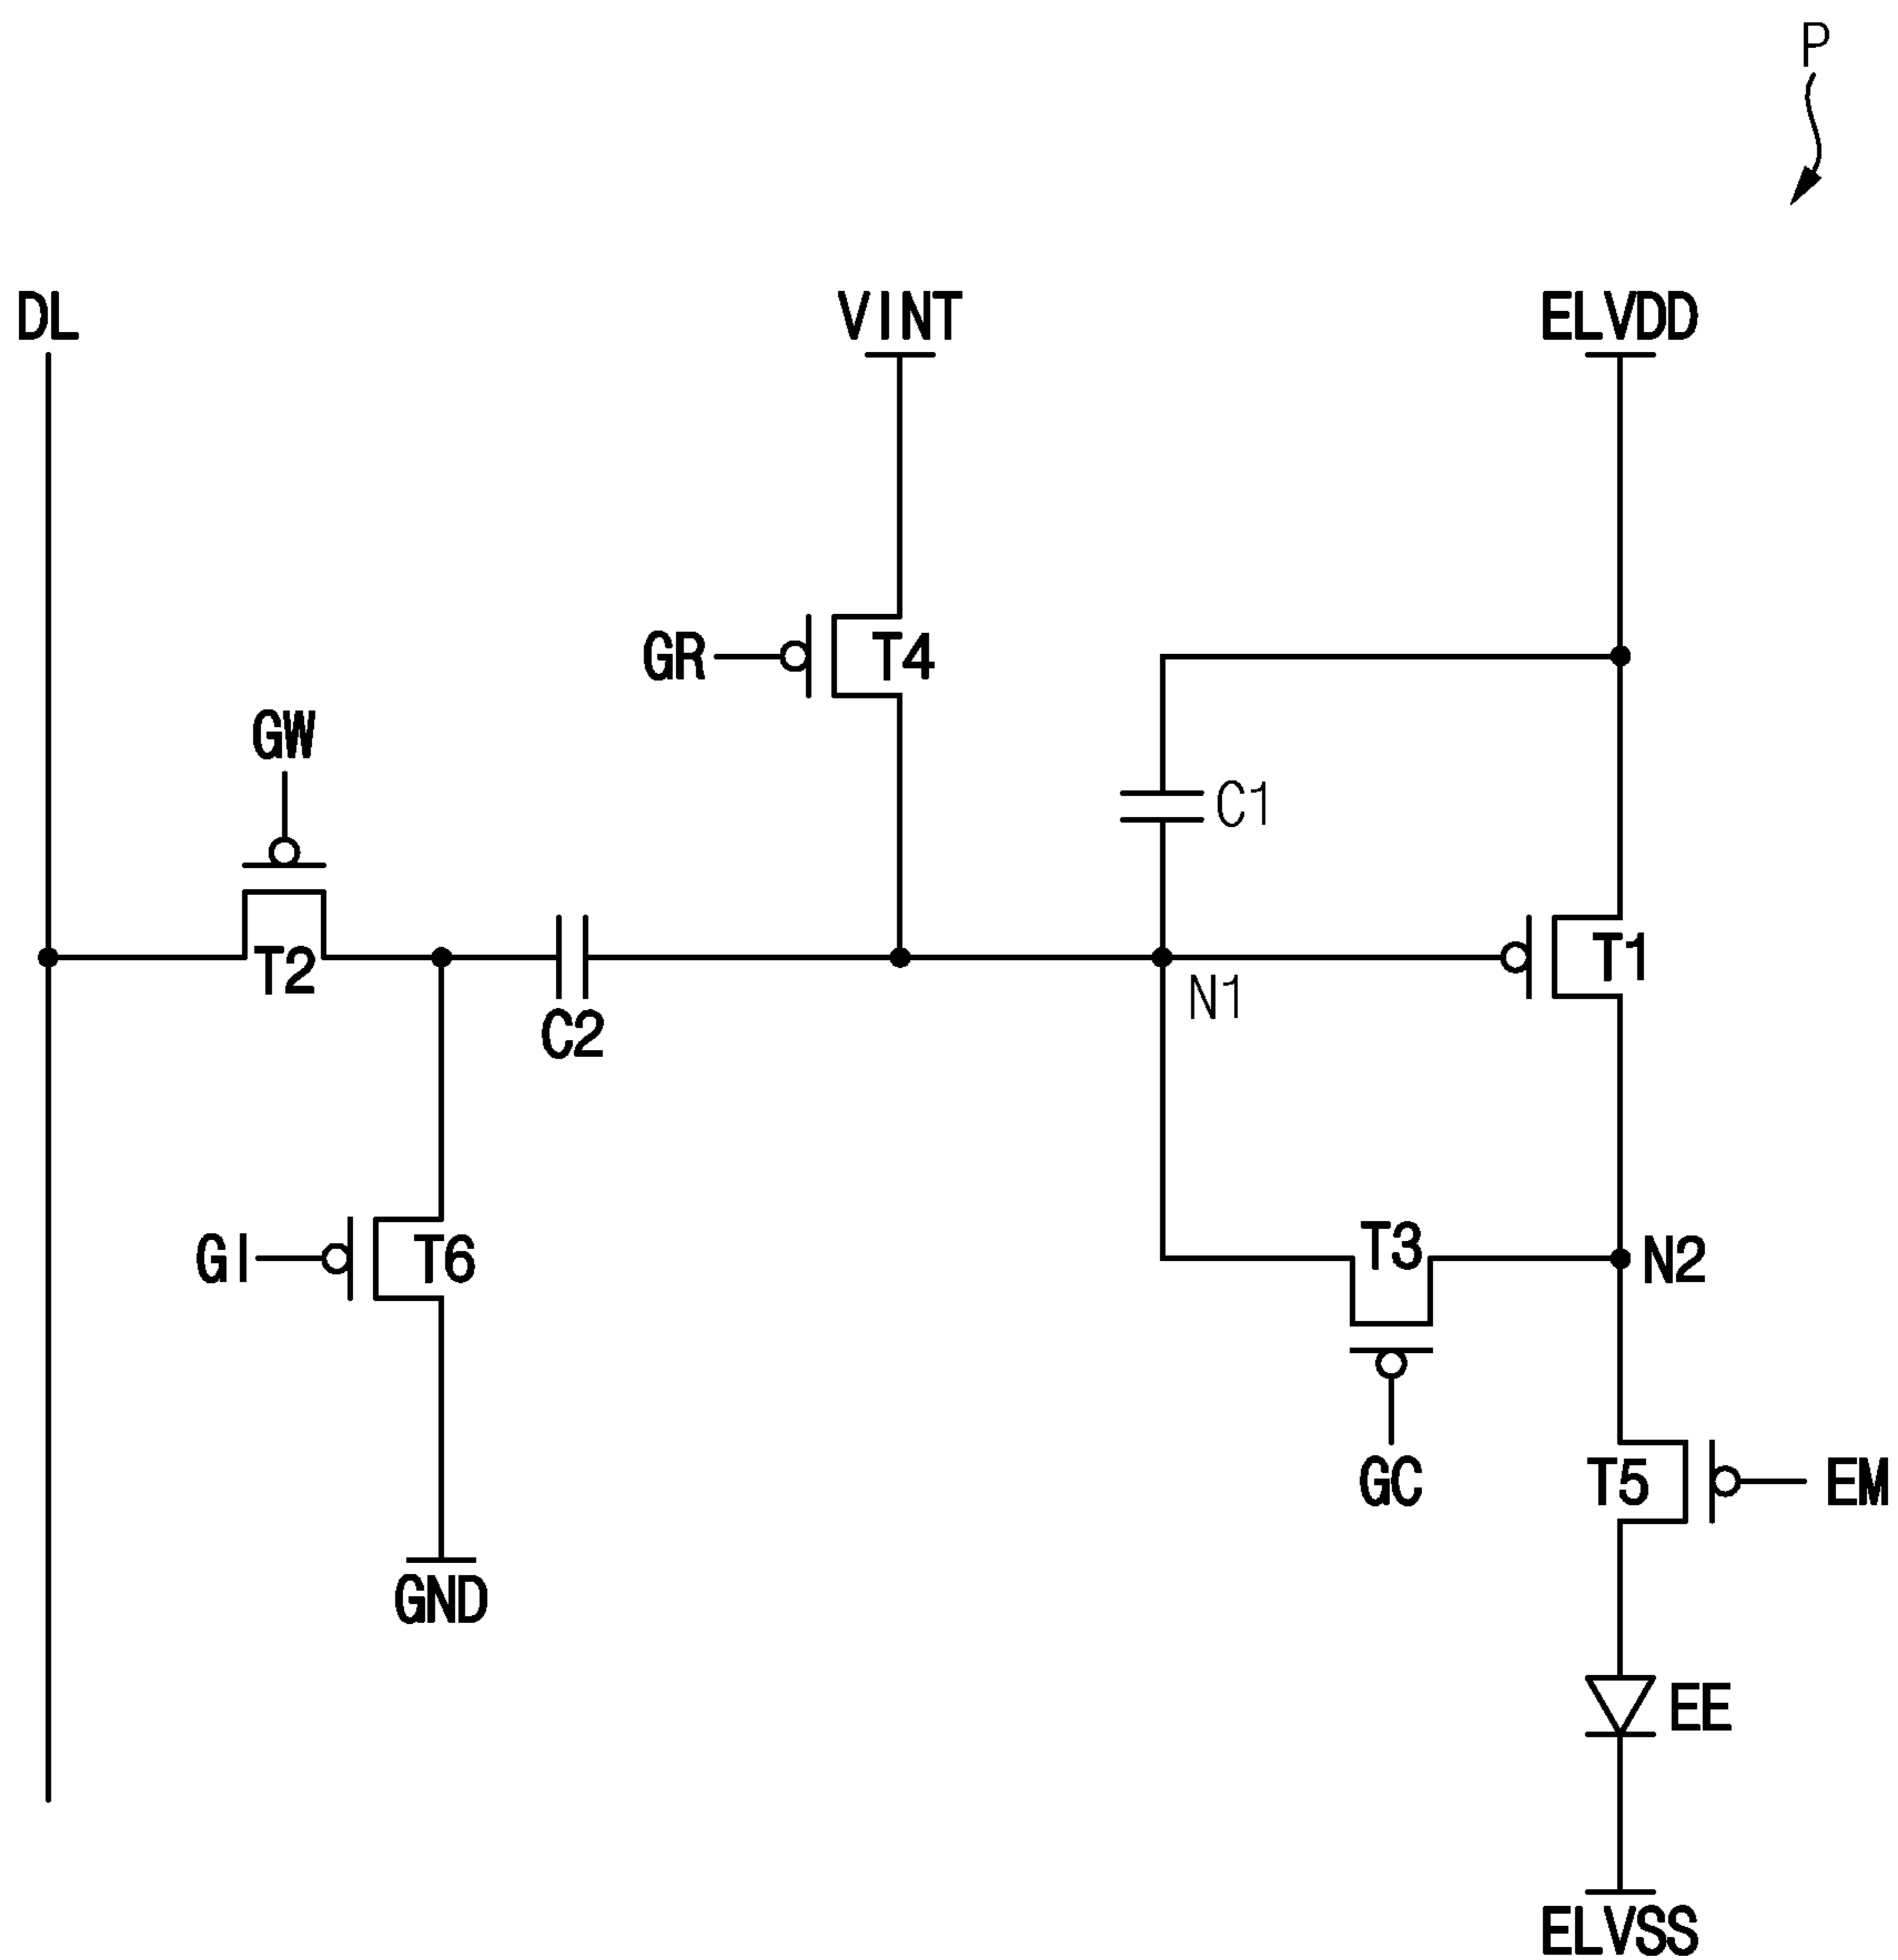 P
DL
VINT
ELVDD
GR
T4
GW
C1
T2
C2
N1
T1
GI
T6
T3
N2
GC
T5
EM
GND
EE
ELVSS